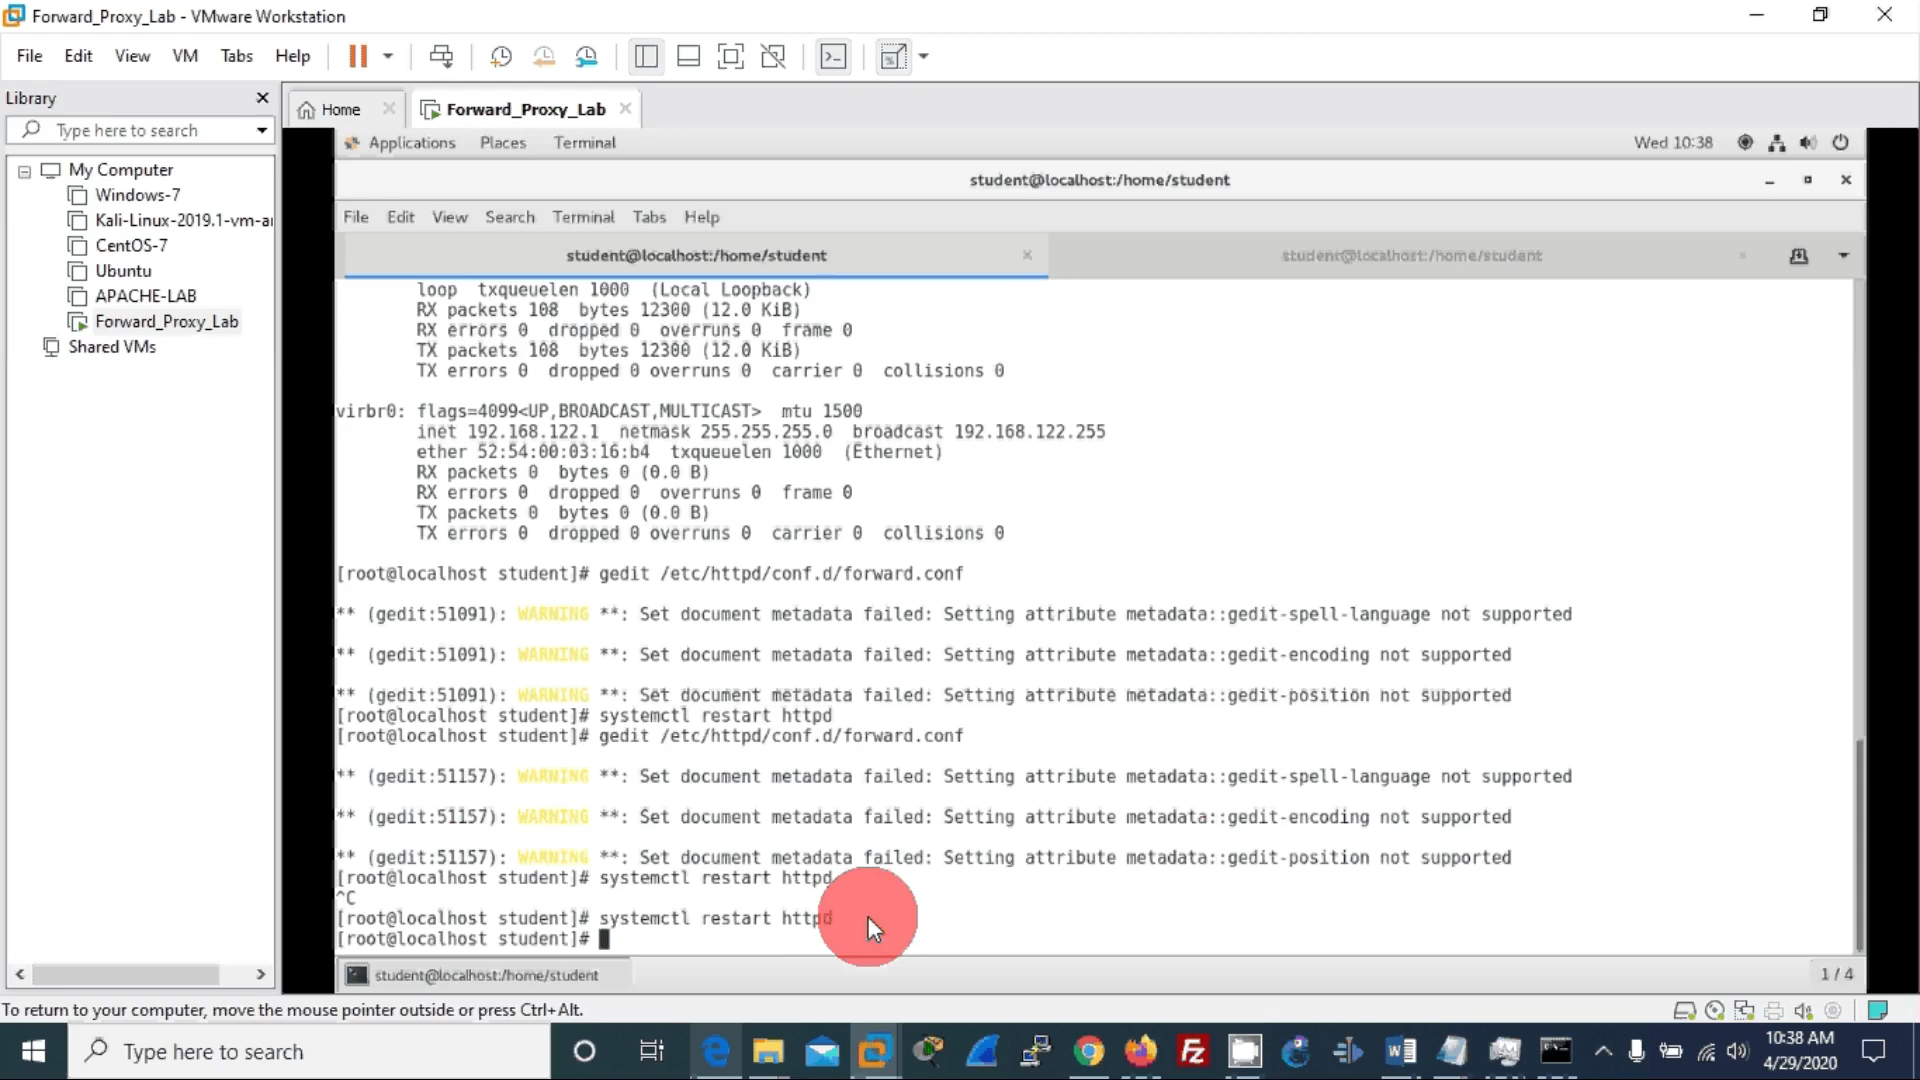 Forward_Proxy_Lab - VMware Workstation
File Edit View VM Tabs Help
Library
Type here to search
My Computer
Windows-7
Kali-Linux-2019.1-vm-a
CentOS-7
Ubuntu
APACHE-LAB
Forward_Proxy_Lab
Shared VMs
Home Forward_Proxy_Lab
Applications Places Terminal Wed 10:38
student@localhost:/home/student
File Edit View Search Terminal Tabs Help
student@localhost:/home/student student@localhost:/home/student
loop txqueuelen 1000 (Local Loopback)
RX packets 108 bytes 12300 (12.0 KiB)
RX errors 0 dropped 0 overruns 0 frame 0
TX packets 108 bytes 12300 (12.0 KiB)
TX errors 0 dropped 0 overruns 0 carrier 0 collisions 0
virbr0: flags=4099<UP,BROADCAST,MULTICAST> mtu 1500
inet 192.168.122.1 netmask 255.255.255.0 broadcast 192.168.122.255
ether 52:54:00:03:16:b4 txqueuelen 1000 (Ethernet)
RX packets 0 bytes 0 (0.0 B)
RX errors 0 dropped 0 overruns 0 frame 0
TX packets 0 bytes 0 (0.0 B)
TX errors 0 dropped 0 overruns 0 carrier 0 collisions 0
[root@localhost student]# gedit /etc/httpd/conf.d/forward.conf
** (gedit:51091): WARNING **: Set document metadata failed: Setting attribute metadata::gedit-spell-language not supported
** (gedit:51091): WARNING **: Set document metadata failed: Setting attribute metadata::gedit-encoding not supported
** (gedit:51091): WARNING **: Set document metadata failed: Setting attribute metadata::gedit-position not supported
[root@localhost student]# systemctl restart httpd
[root@localhost student]# gedit /etc/httpd/conf.d/forward.conf
** (gedit:51157): WARNING **: Set document metadata failed: Setting attribute metadata::gedit-spell-language not supported
** (gedit:51157): WARNING **: Set document metadata failed: Setting attribute metadata::gedit-encoding not supported
** (gedit:51157): WARNING **: Set document metadata failed: Setting attribute metadata::gedit-position not supported
[root@localhost student]# systemctl restart httpd
^C
[root@localhost student]# systemctl restart httpd
[root@localhost student]#
student@localhost:/home/student 1 / 4
To return to your computer, move the mouse pointer outside or press Ctrl+Alt.
Type here to search
10:38 AM
4/29/2020